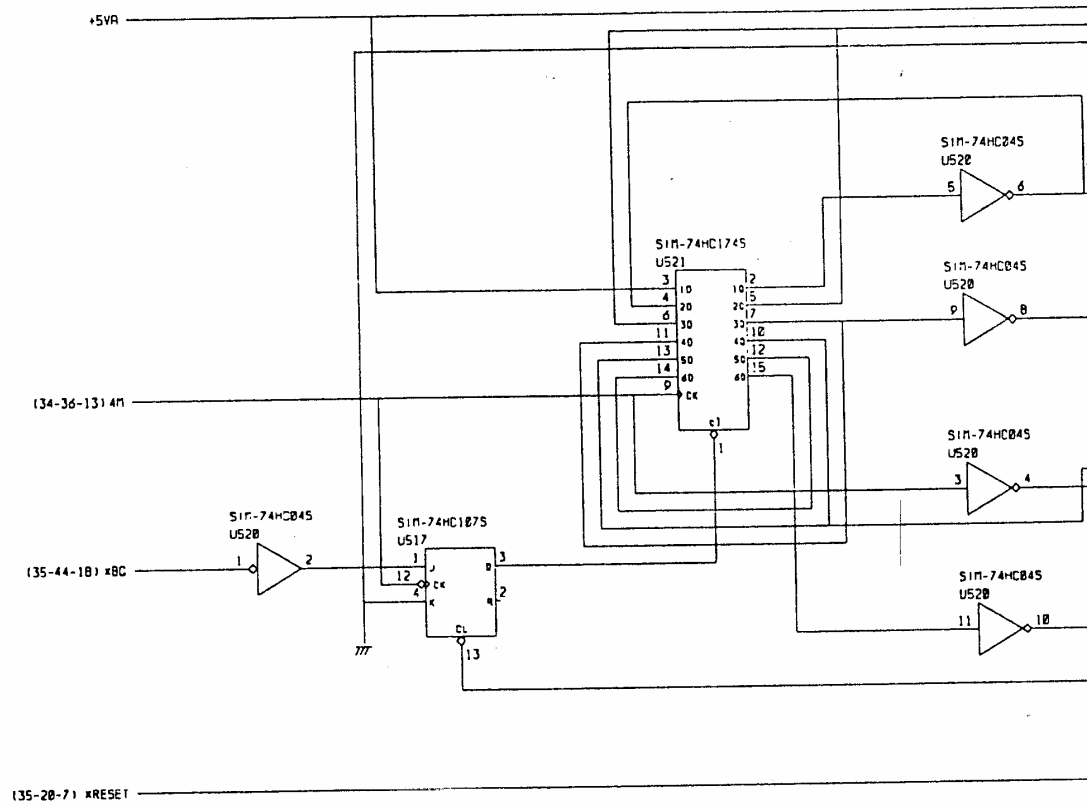 +5VA
SIM-74HC04S
U520
5
6
SIM-74HC174S
U521
3
1D
1Q
2
4
2D
2Q
5
6
3D
3Q
7
11
4D
4Q
10
13
5D
5Q
12
14
6D
6Q
15
9
CK
cl
1
SIM-74HC04S
U520
9
8
(34-36-13) 4M
SIM-74HC04S
U520
3
4
SIM-74HC04S
U520
1
2
SIM-74HC107S
U517
1
J
3
12
CK
2
4
K
CL
13
(35-44-18) *BG
SIM-74HC04S
U520
11
10
(35-20-7) *RESET